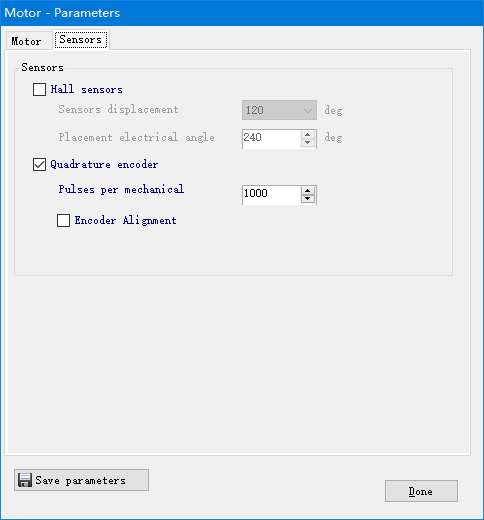 Motor - Parameters
Motor Sensors
Sensors
Hall sensors
Sensors displacement 120 deg
Placement electrical angle 240 deg
Quadrature encoder
Pulses per mechanical 1000
Encoder Alignment
Save parameters
Done